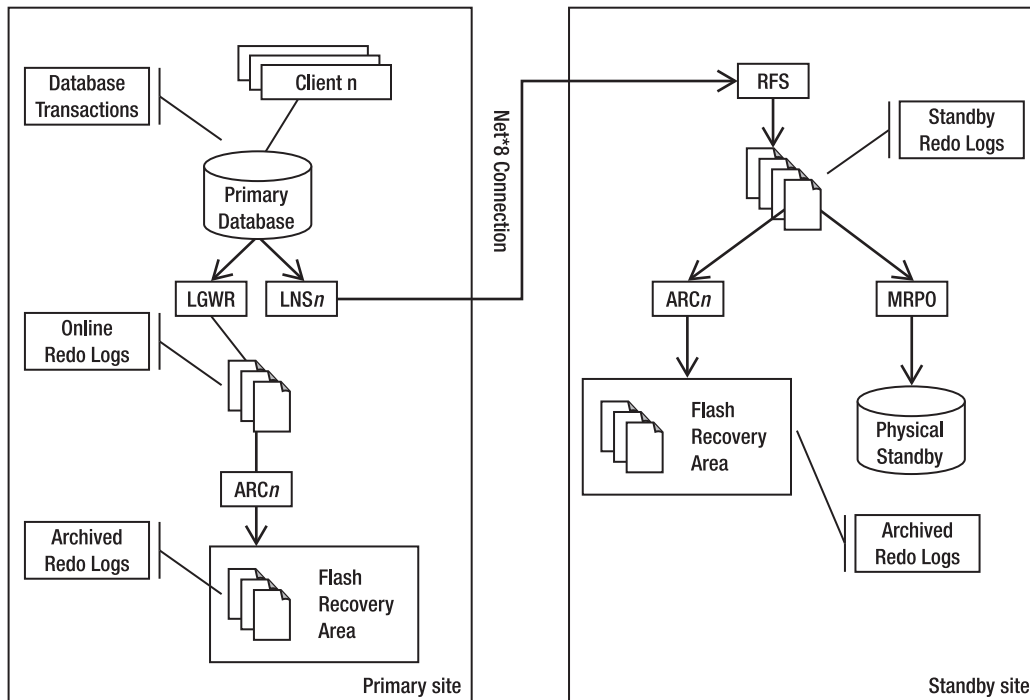 Database
Transactions
Client n
Primary
Database
LGWR
LNSn
Online
Redo Logs
ARCn
Archived
Redo Logs
Flash
Recovery
Area
Primary site
Net*8 Connection
RFS
Standby
Redo Logs
ARCn
MRPO
Flash
Recovery
Area
Physical
Standby
Archived
Redo Logs
Standby site